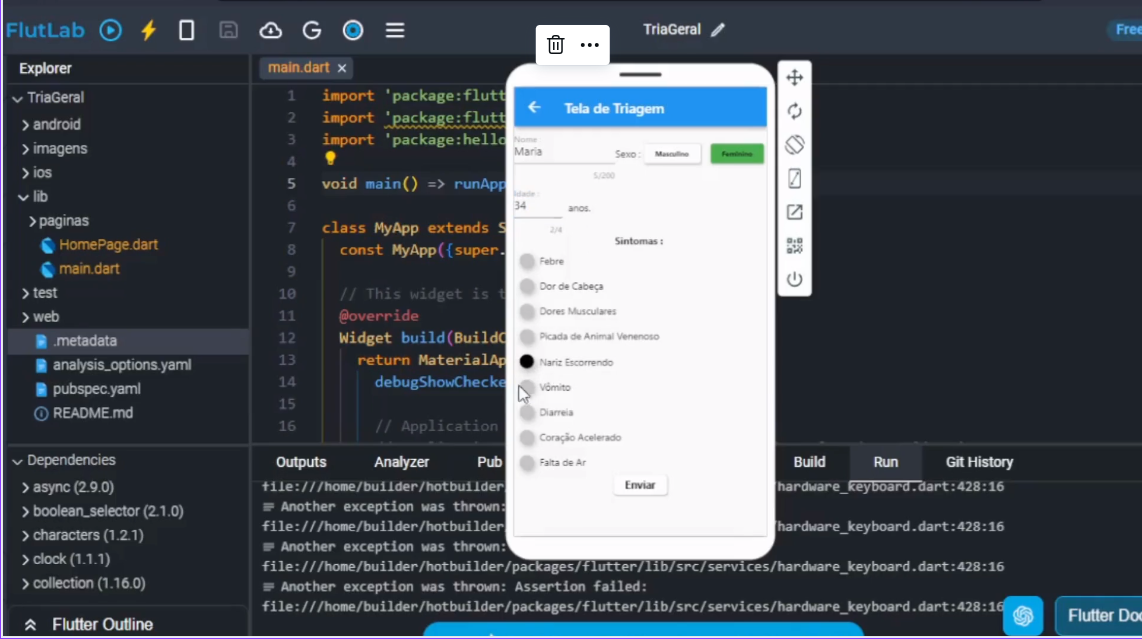 FlutLab
TriaGeral
Free
Explorer
main.dart ×
TriaGeral
android
imagens
ios
lib
paginas
HomePage.dart
main.dart
test
web
.metadata
analysis_options.yaml
pubspec.yaml
README.md
Dependencies
async (2.9.0)
boolean_selector (2.1.0)
characters (1.2.1)
clock (1.1.1)
collection (1.16.0)
Flutter Outline
1 import 'package:flutt
2 import 'package:flutt
3 import 'package:hello
4
5 void main() => runApp
6
7 class MyApp extends S
8 const MyApp({super.
9
10 // This widget is t
11 @override
12 Widget build(BuildC
13 return MaterialAp
14 debugShowChecke
15
16 // Application
Tela de Triagem
Nome
Maria
Sexo : Masculino Feminino
5/200
Idade :
34 anos.
2/4
Sintomas :
Febre
Dor de Cabeça
Dores Musculares
Picada de Animal Venenoso
Nariz Escorrendo
Vômito
Diarreia
Coração Acelerado
Falta de Ar
Enviar
Outputs Analyzer Pub Build Run Git History
file:///home/builder/hotbuilder/ hardware_keyboard.dart:428:16
Another exception was thrown:
file:///home/builder/hotbuilder/ hardware_keyboard.dart:428:16
Another exception was thrown:
file:///home/builder/hotbuilder/packages/flutter/lib/src/services/hardware_keyboard.dart:428:16
Another exception was thrown: Assertion failed:
file:///home/builder/hotbuilder/packages/flutter/lib/src/services/hardware_keyboard.dart:428:16
Flutter Doc